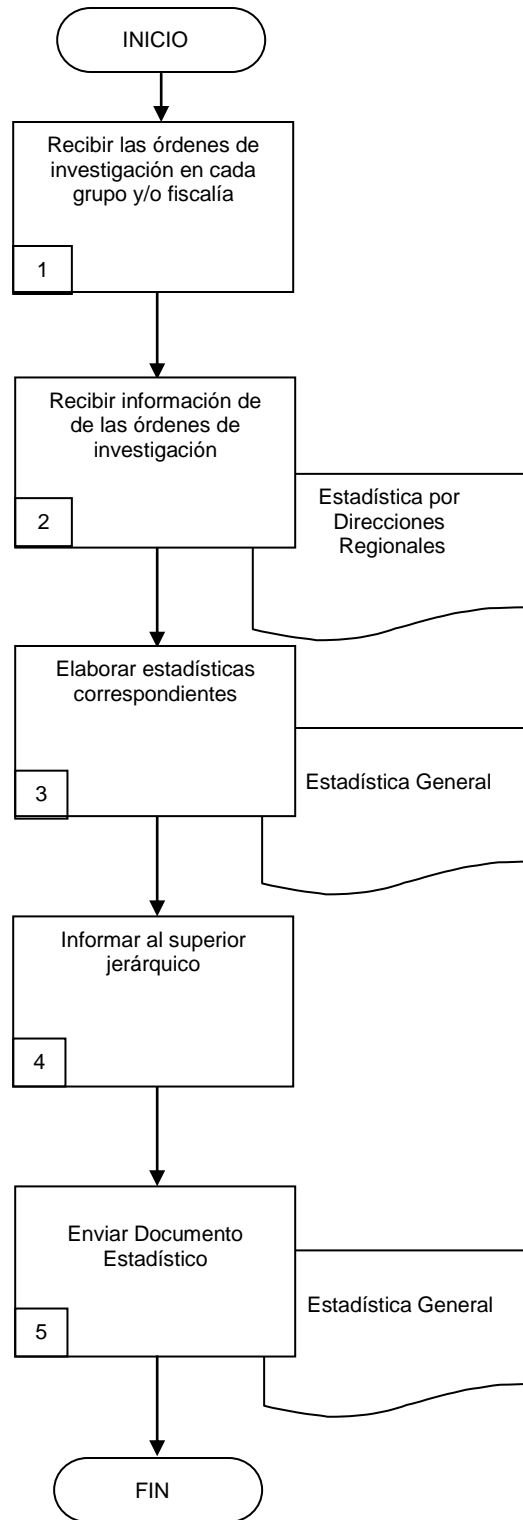 INICIO
Recibir las órdenes de
investigación en cada
grupo y/o fiscalía
1
Recibir información de
de las órdenes de
investigación
2
Estadística por
Direcciones
Regionales
Elaborar estadísticas
correspondientes
3
Estadística General
Informar al superior
jerárquico
4
Enviar Documento
Estadístico
5
Estadística General
FIN